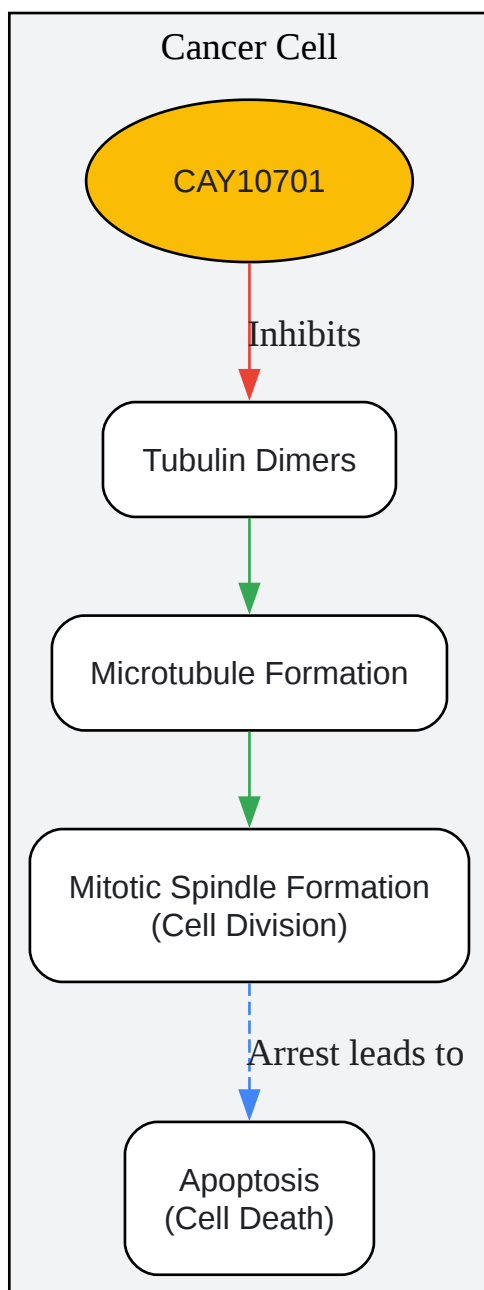 Cancer Cell
CAY10701
Inhibits
Tubulin Dimers
Microtubule Formation
Mitotic Spindle Formation
(Cell Division)
Arrest leads to
Apoptosis
(Cell Death)